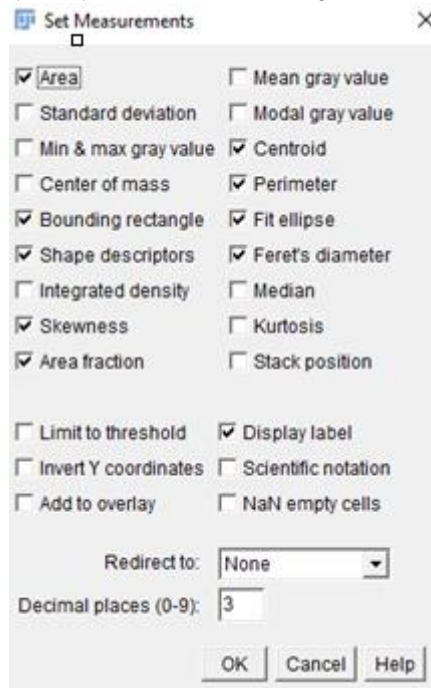 Set Measurements
Area Mean gray value
Standard deviation Modal gray value
Min & max gray value Centroid
Center of mass Perimeter
Bounding rectangle Fit ellipse
Shape descriptors Feret's diameter
Integrated density Median
Skewness Kurtosis
Area fraction Stack position
Limit to threshold Display label
Invert Y coordinates Scientific notation
Add to overlay NaN empty cells
Redirect to: None
Decimal places (0-9): 3
OK Cancel Help